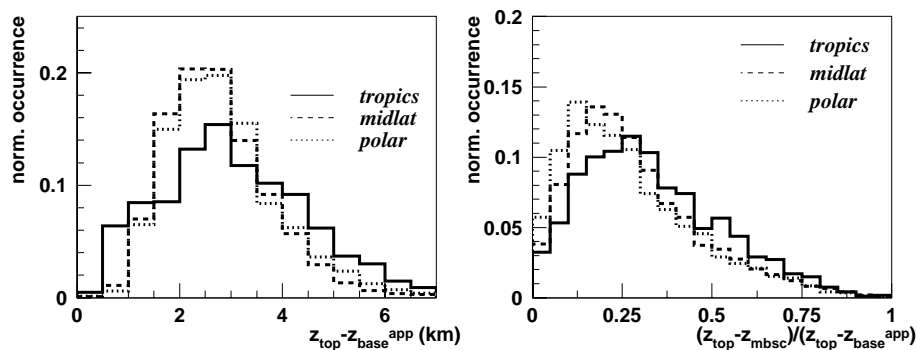 norm. occurrence
0.2
0.1
0
tropics
midlat
polar
0 2 4 6
z_top-z_base^app (km)
norm. occurrence
0.2
0.15
0.1
0.05
0
tropics
midlat
polar
0 0.25 0.5 0.75 1
(z_top-z_mbsc)/(z_top-z_base^app)